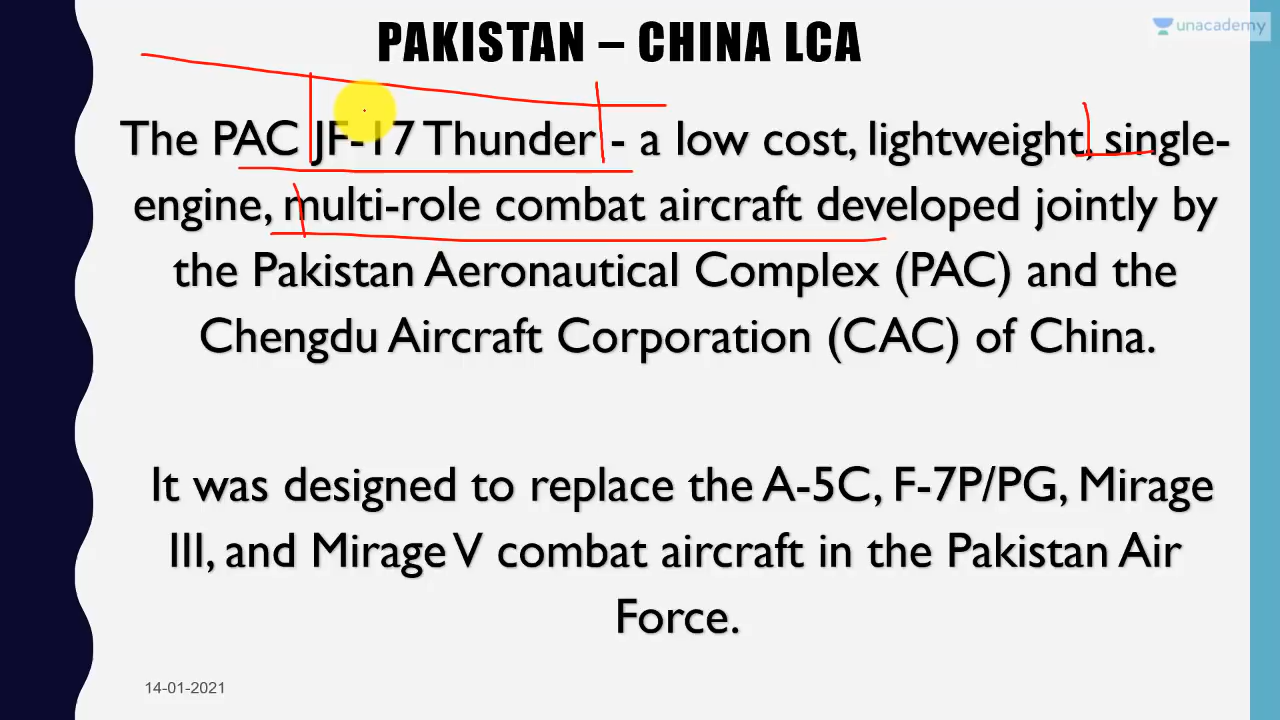 PAKISTAN – CHINA LCA
unacademy
The PAC JF-17 Thunder - a low cost, lightweight, single-
engine, multi-role combat aircraft developed jointly by
the Pakistan Aeronautical Complex (PAC) and the
Chengdu Aircraft Corporation (CAC) of China.
It was designed to replace the A-5C, F-7P/PG, Mirage
III, and Mirage V combat aircraft in the Pakistan Air
Force.
14-01-2021